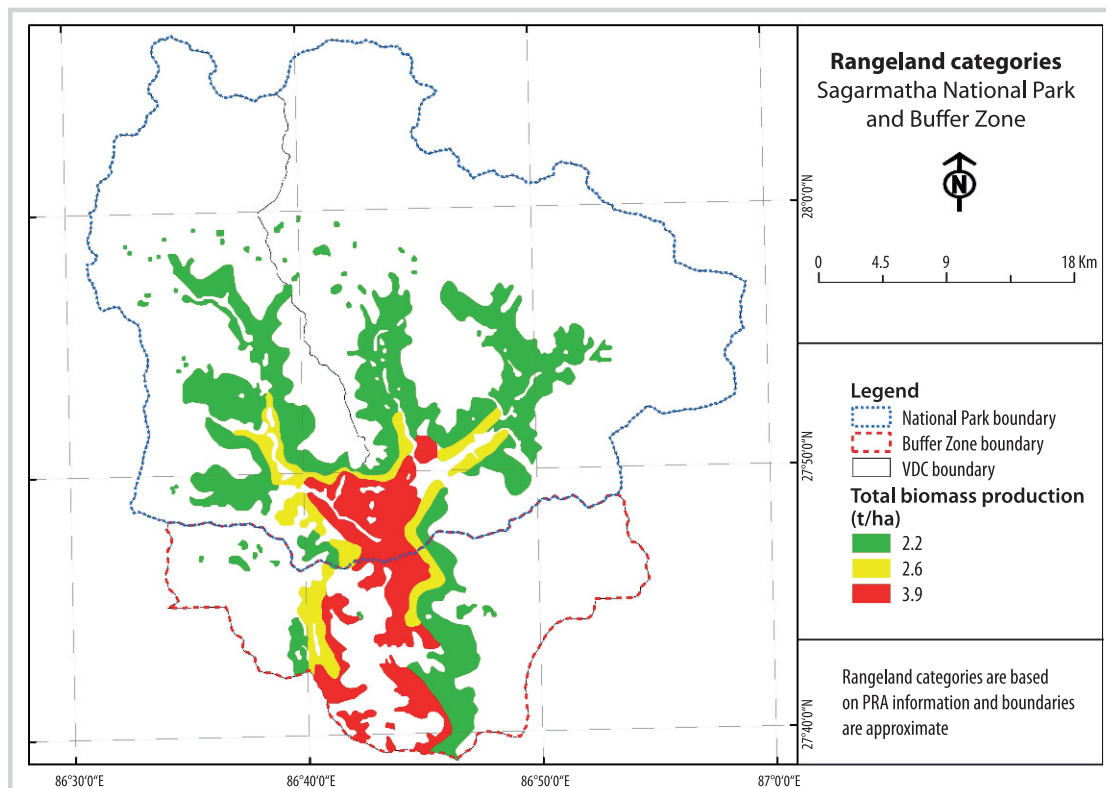 Rangeland categories
Sagarmatha National Park
and Buffer Zone
N
0 4.5 9 18 Km
Legend
National Park boundary
Buffer Zone boundary
VDC boundary
Total biomass production
(t/ha)
2.2
2.6
3.9
Rangeland categories are based
on PRA information and boundaries
are approximate
28°0'0"N
27°50'0"N
27°40'0"N
86°30'0"E
86°40'0"E
86°50'0"E
87°0'0"E